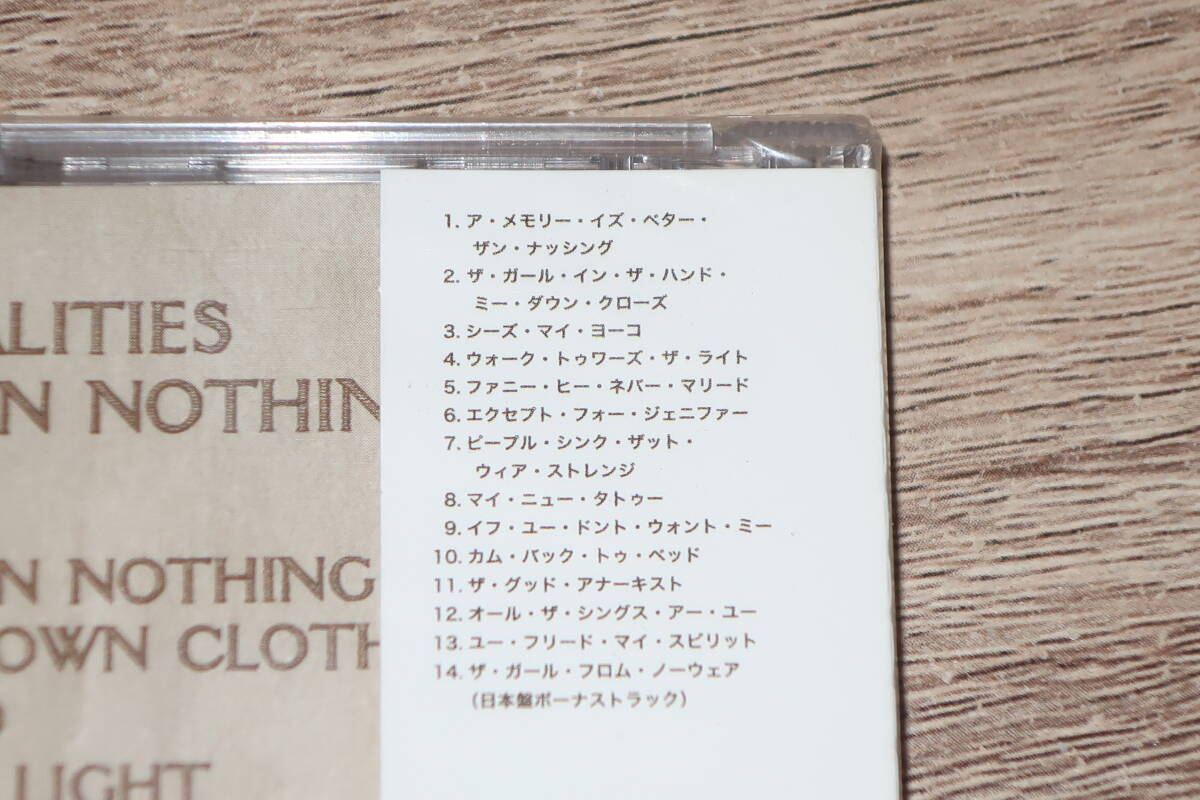 ALITIES
N NOTHIN
N NOTHING
OWN CLOTH
LIGHT
1. ア・メモリー・イズ・ベター・
ザン・ナッシング
2. ザ・ガール・イン・ザ・ハンド・
ミー・ダウン・クローズ
3. シーズ・マイ・ヨーコ
4. ウォーク・トゥワーズ・ザ・ライト
5. ファニー・ヒー・ネバー・マリード
6. エクセプト・フォー・ジェニファー
7. ピープル・シンク・ザット・
ウィア・ストレンジ
8. マイ・ニュー・タトゥー
9. イフ・ユー・ドント・ウォント・ミー
10. カム・バック・トゥ・ベッド
11. ザ・グッド・アナーキスト
12. オール・ザ・シングス・アー・ユー
13. ユー・フリード・マイ・スピリット
14. ザ・ガール・フロム・ノーウェア
（日本盤ボーナストラック）